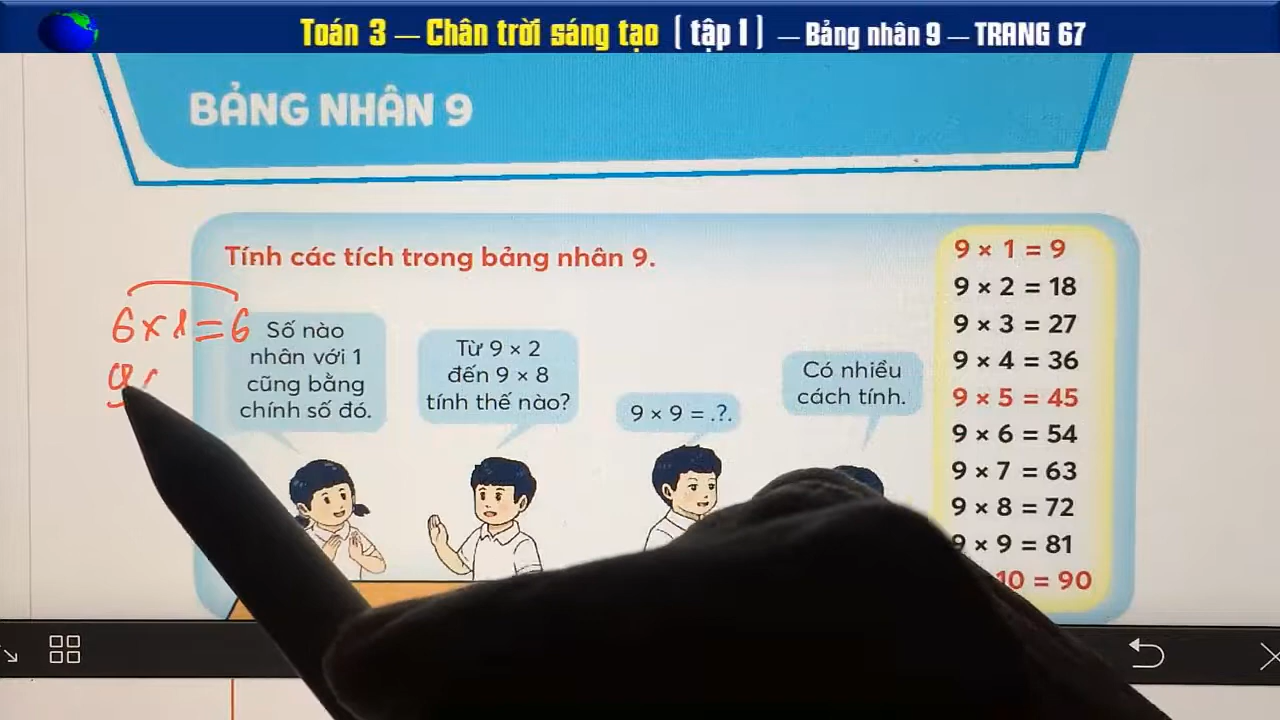 Toán 3 — Chân trời sáng tạo ( tập 1 ) — Bảng nhân 9 — TRANG 67
BẢNG NHÂN 9
Tính các tích trong bảng nhân 9.
6 x 1 = 6
Số nào
nhân với 1
cũng bằng
chính số đó.
Từ 9 × 2
đến 9 × 8
tính thế nào?
9 × 9 = .?.
Có nhiều
cách tính.
9 × 1 = 9
9 × 2 = 18
9 × 3 = 27
9 × 4 = 36
9 × 5 = 45
9 × 6 = 54
9 × 7 = 63
9 × 8 = 72
9 × 9 = 81
10 = 90